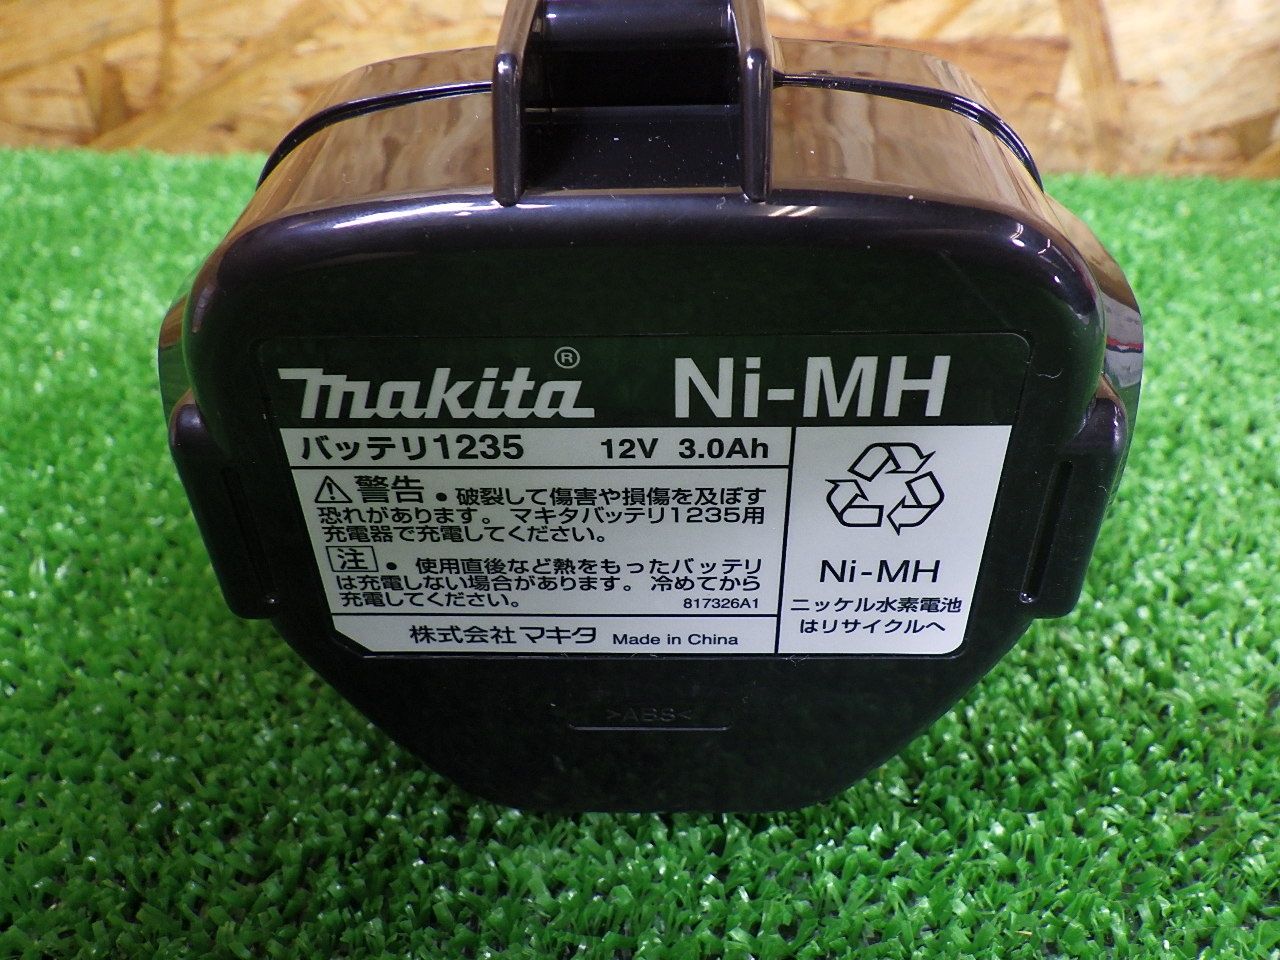 makita® Ni-MH
バッテリ1235 12V 3.0Ah
⚠警告 ● 破裂して傷害や損傷を及ぼす
恐れがあります。マキタバッテリ1235用
充電器で充電してください。
注 ● 使用直後など熱をもったバッテリ
は充電しない場合があります。冷めてから
充電してください。 817326A1
株式会社マキタ Made in China
Ni-MH
ニッケル水素電池
はリサイクルへ
>ABS<